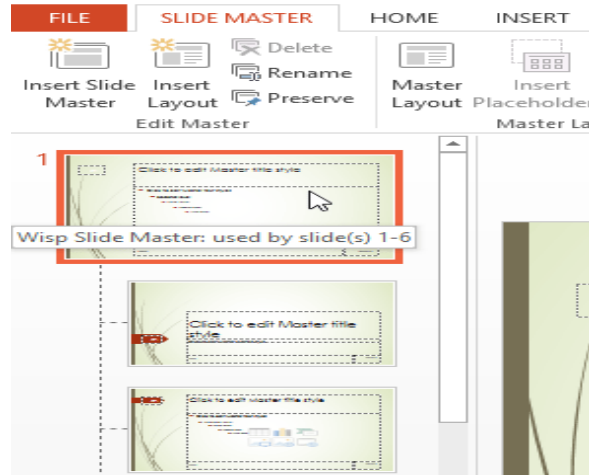 FILE
SLIDE MASTER
HOME
INSERT
Delete
Rename
Preserve
Insert Slide
Master
Insert
Layout
Master
Layout
Insert
Placeholder
Edit Master
Master La
1
Click to edit Master title style
Wisp Slide Master: used by slide(s) 1-6
Click to edit Master title
style
Click to edit Master title style